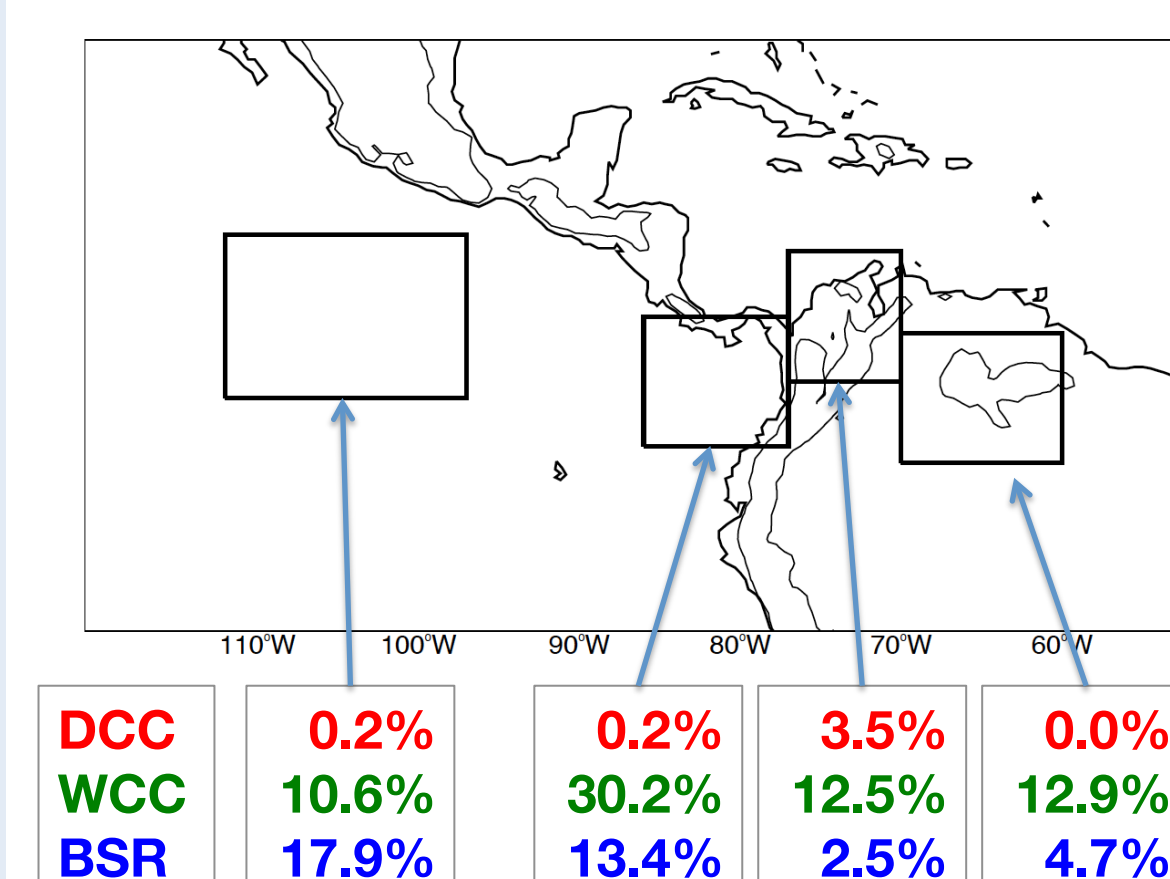 110°W 100°W 90°W 80°W 70°W 60°W
DCC 0.2% 0.2% 3.5% 0.0%
WCC 10.6% 30.2% 12.5% 12.9%
BSR 17.9% 13.4% 2.5% 4.7%